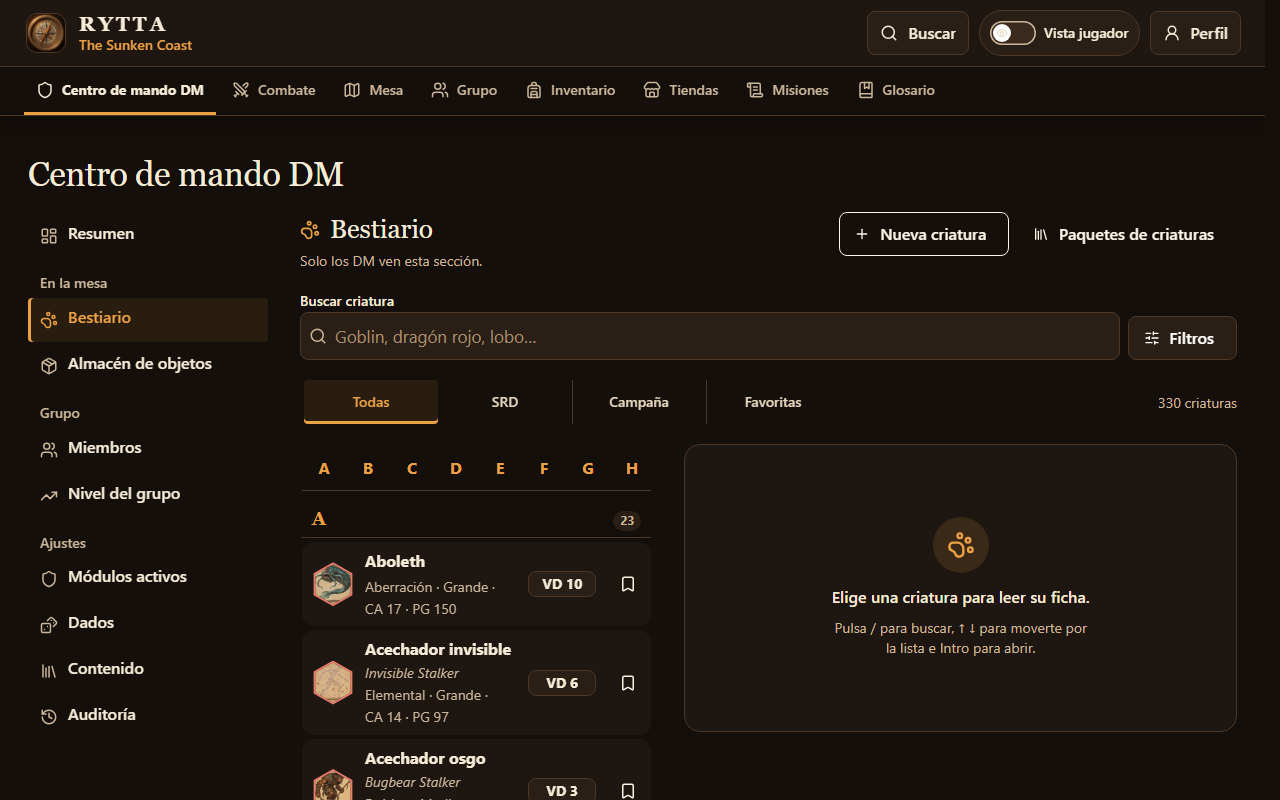 RYTTA
The Sunken Coast
Buscar
Vista jugador
Perfil
Centro de mando DM
Combate
Mesa
Grupo
Inventario
Tiendas
Misiones
Glosario
Centro de mando DM
Resumen
En la mesa
Bestiario
Almacén de objetos
Grupo
Miembros
Nivel del grupo
Ajustes
Módulos activos
Dados
Contenido
Auditoría
Bestiario
Solo los DM ven esta sección.
Nueva criatura
Paquetes de criaturas
Buscar criatura
Goblin, dragón rojo, lobo...
Filtros
Todas
SRD
Campaña
Favoritas
330 criaturas
A B C D E F G H
A
23
Aboleth
Aberración · Grande ·
CA 17 · PG 150
VD 10
Acechador invisible
Invisible Stalker
Elemental · Grande ·
CA 14 · PG 97
VD 6
Acechador osgo
Bugbear Stalker
VD 3
Elige una criatura para leer su ficha.
Pulsa / para buscar, ↑ ↓ para moverte por
la lista e Intro para abrir.